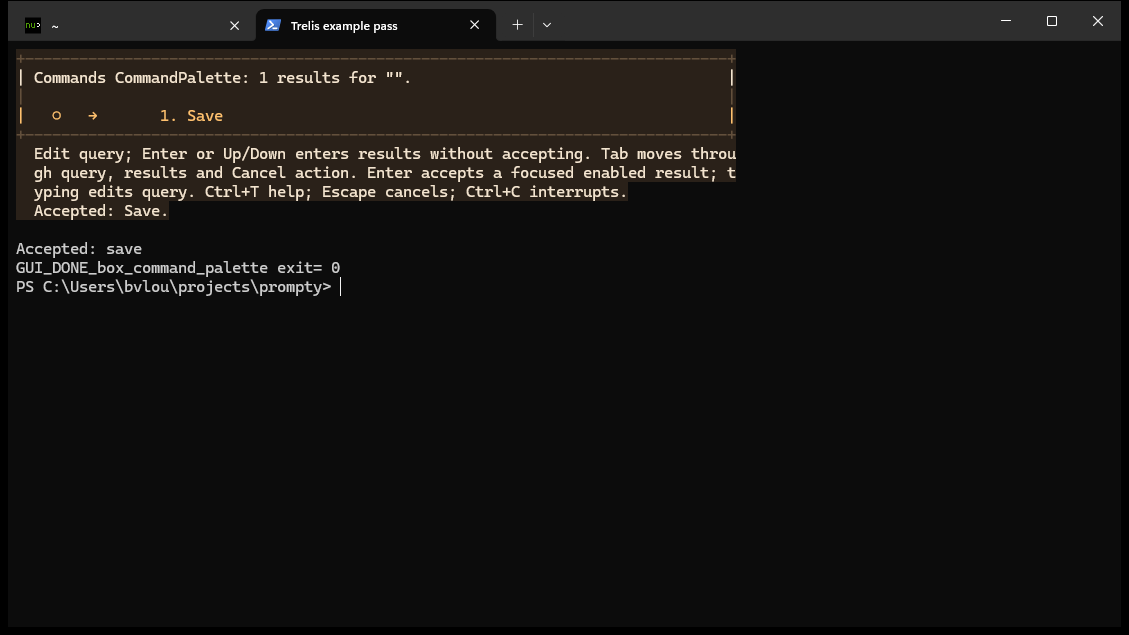 nu> ~
Trelis example pass
Commands CommandPalette: 1 results for "".
○ → 1. Save
Edit query; Enter or Up/Down enters results without accepting. Tab moves throu
gh query, results and Cancel action. Enter accepts a focused enabled result; t
yping edits query. Ctrl+T help; Escape cancels; Ctrl+C interrupts.
Accepted: Save.
Accepted: save
GUI_DONE_box_command_palette exit= 0
PS C:\Users\bvlou\projects\prompty>